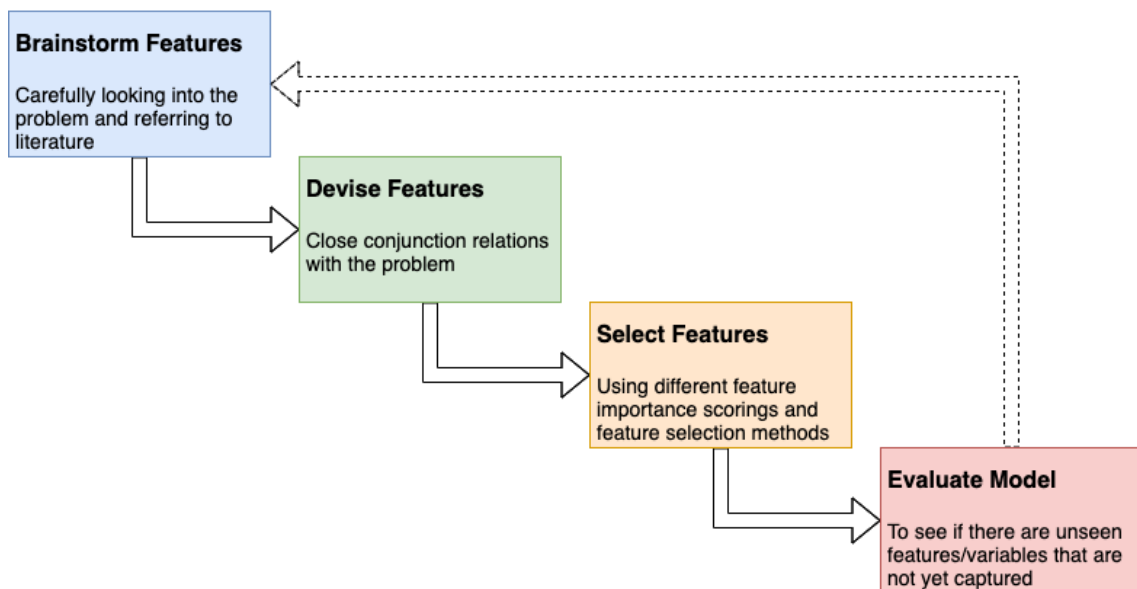 Brainstorm Features
Carefully looking into the
problem and referring to
literature
Devise Features
Close conjunction relations
with the problem
Select Features
Using different feature
importance scorings and
feature selection methods
Evaluate Model
To see if there are unseen
features/variables that are
not yet captured